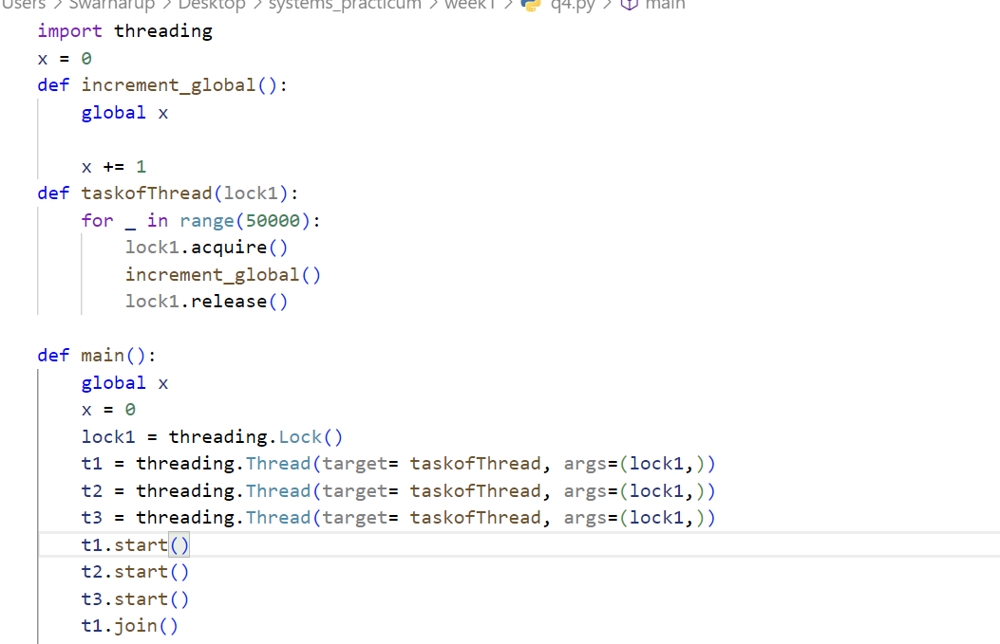 Users > Swarnarup > Desktop > systems_practicum > week1 > q4.py > main
import threading
x = 0
def increment_global():
    global x

    x += 1
def taskofThread(lock1):
    for _ in range(50000):
        lock1.acquire()
        increment_global()
        lock1.release()

def main():
    global x
    x = 0
    lock1 = threading.Lock()
    t1 = threading.Thread(target= taskofThread, args=(lock1,))
    t2 = threading.Thread(target= taskofThread, args=(lock1,))
    t3 = threading.Thread(target= taskofThread, args=(lock1,))
    t1.start()
    t2.start()
    t3.start()
    t1.join()